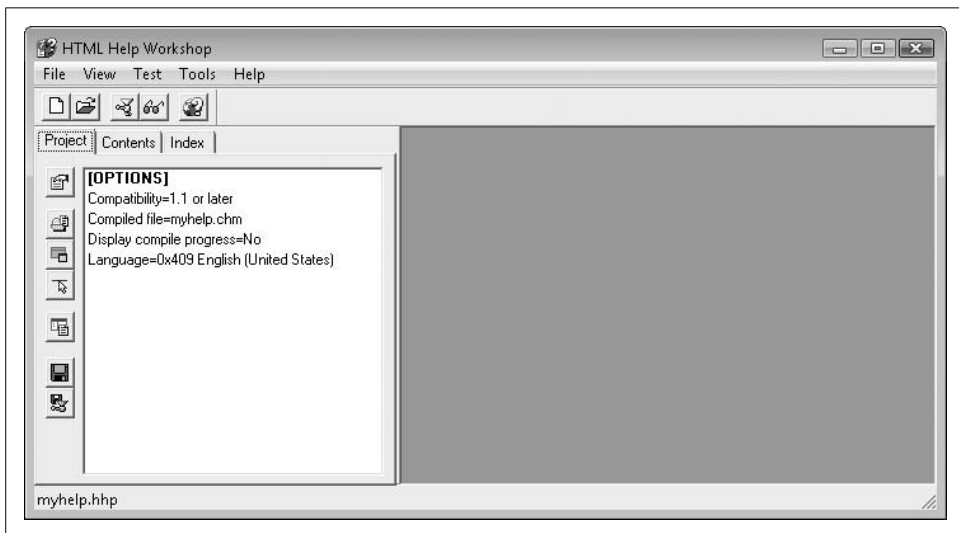 HTML Help Workshop
File View Test Tools Help
Project Contents Index
[OPTIONS]
Compatibility=1.1 or later
Compiled file=myhelp.chm
Display compile progress=No
Language=0x409 English (United States)
myhelp.hhp